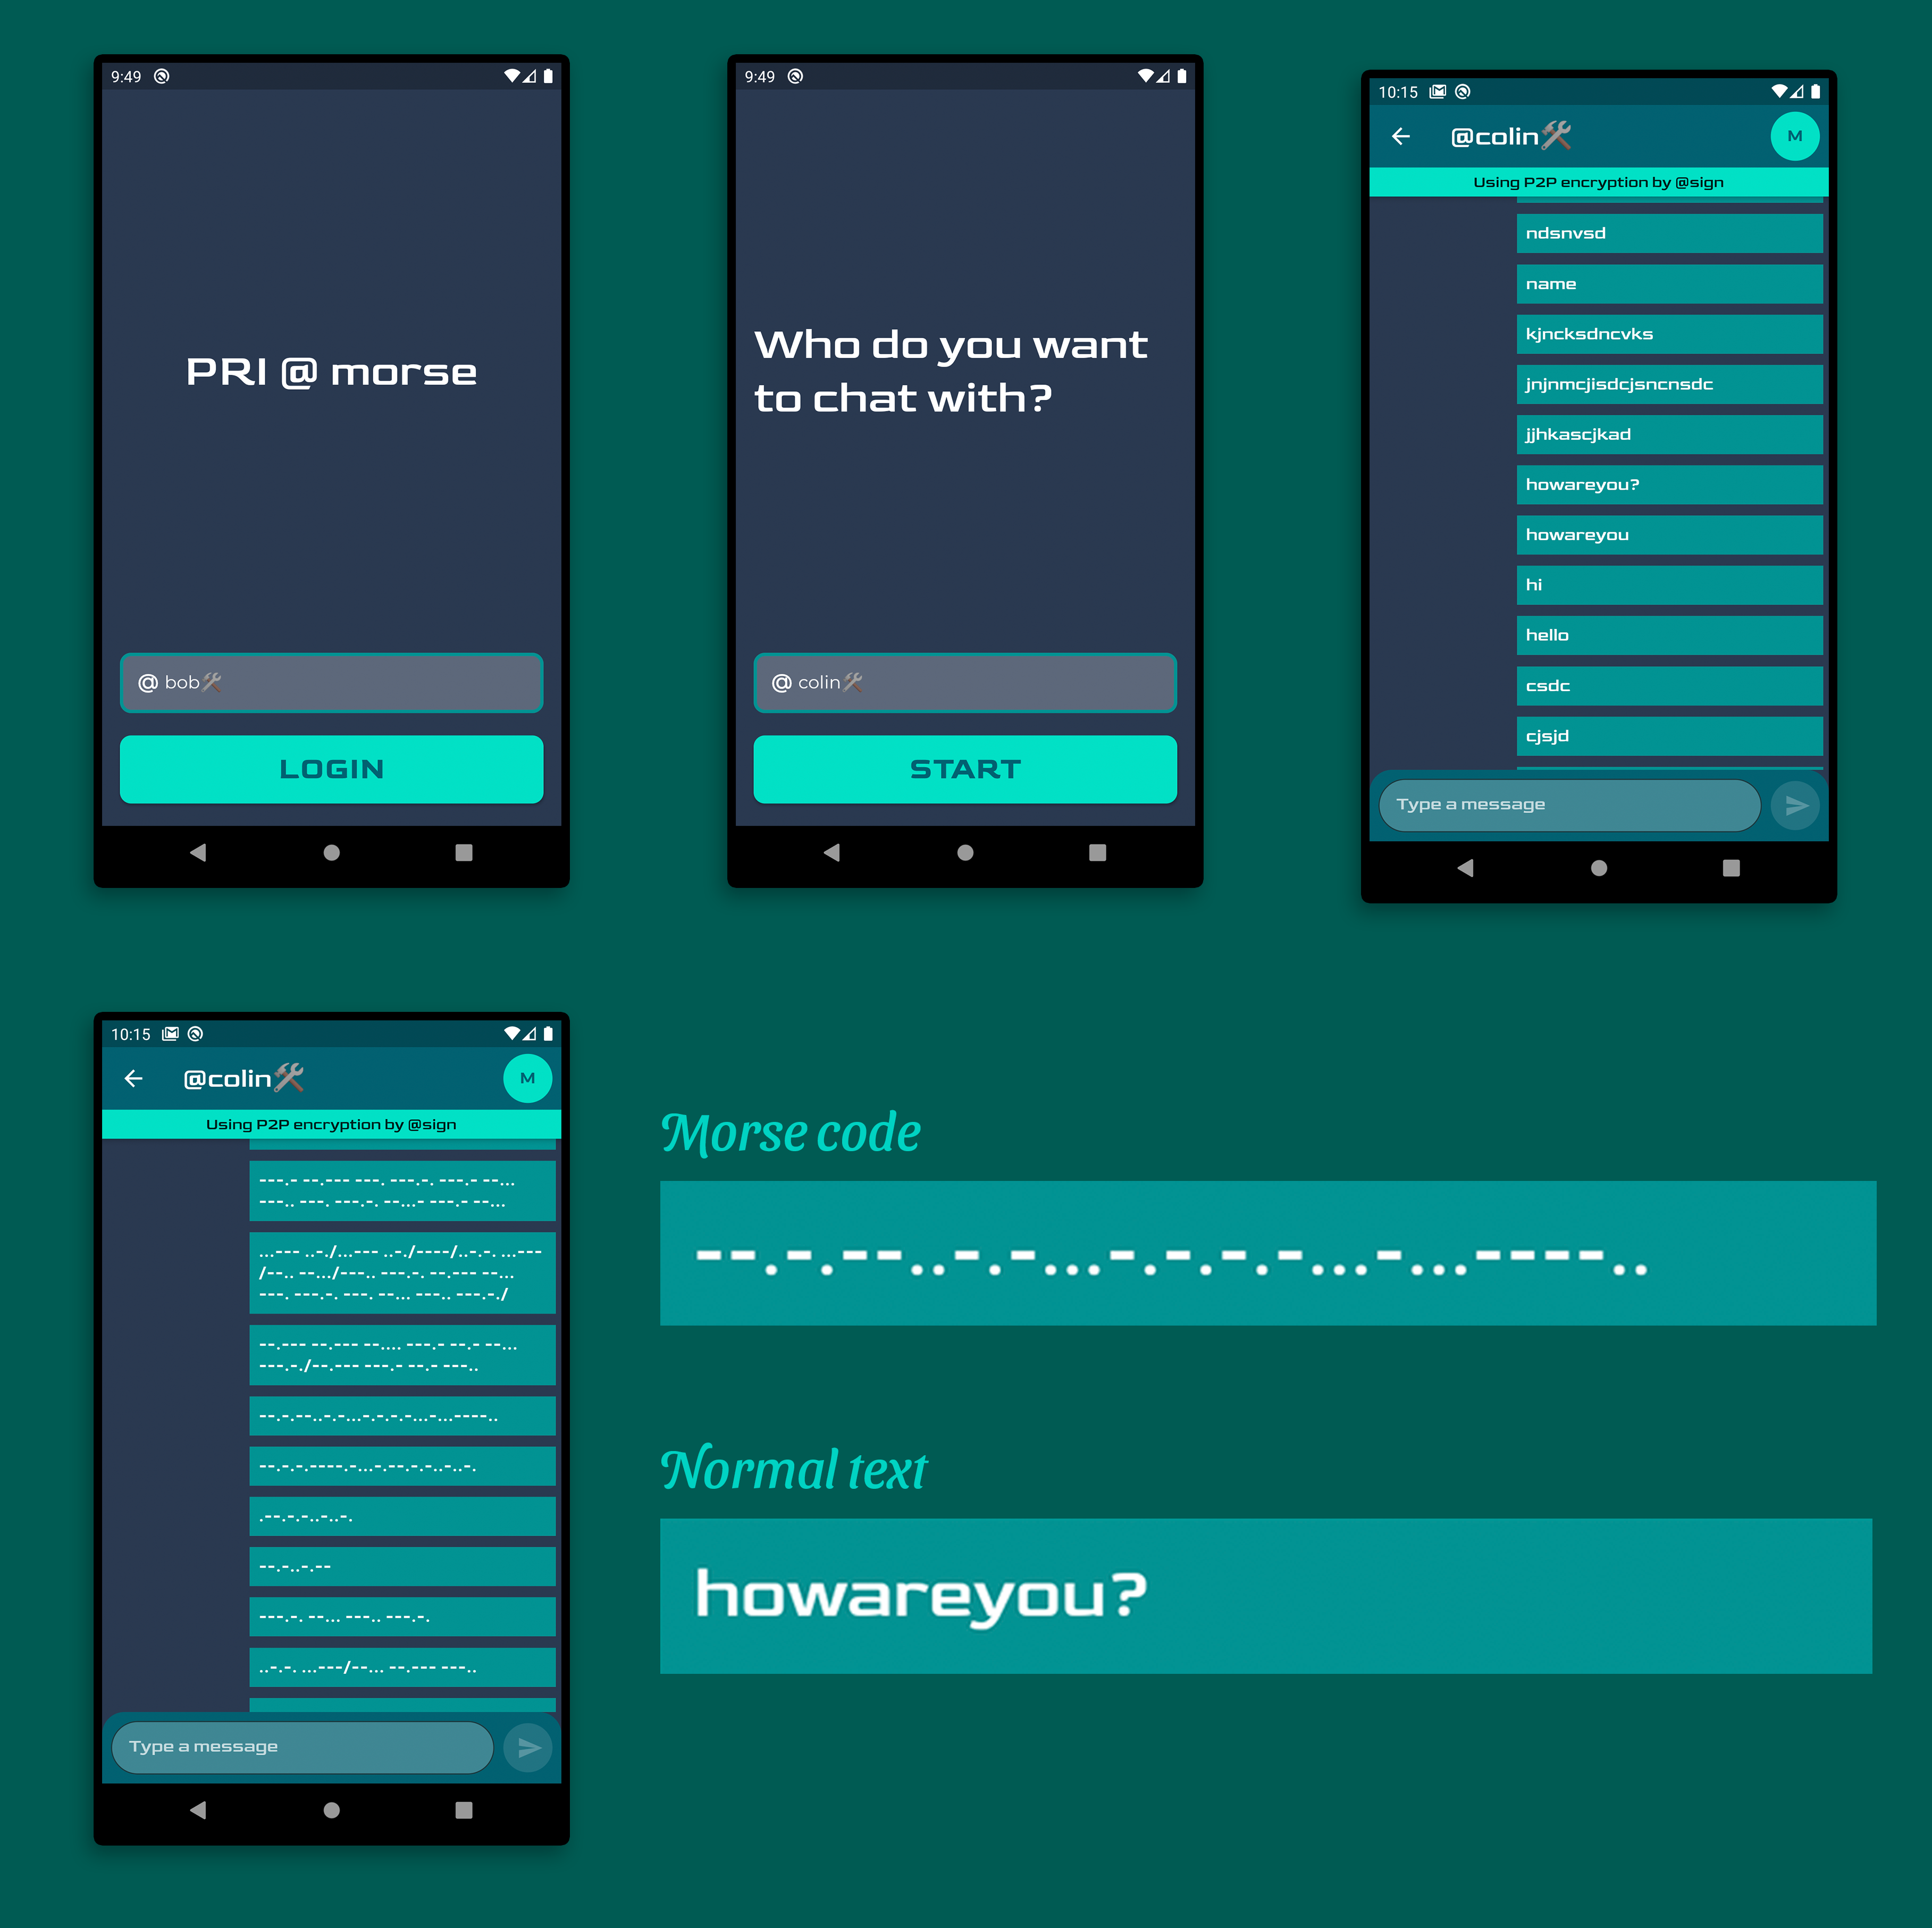 9:49
PRI @ morse
@ bob🛠️
LOGIN
9:49
Who do you want
to chat with?
@ colin🛠️
START
10:15
@colin🛠️
M
Using P2P encryption by @sign
ndsnvsd
name
kjncksdncvks
jnjnmcjisdcjsncnsdc
jjhkascjkad
howareyou?
howareyou
hi
hello
csdc
cjsjd
Type a message
10:15
@colin🛠️
M
Using P2P encryption by @sign
---.- --.--- ---. ---.-. ---.- --...
---.. ---. ---.-. --...- ---.- --...
...--- ..-./...--- ..-./----/..-.-. ...---
/--.. --.../---.. ---.-. --.--- --...
---. ---.-. ---. --... ---.. ---.-./
--.--- --.--- --.... ---.- --.- --...
---.-./--.--- ---.- --.- ---..
--.-.--..-.-...-.-.-.-...-...----..
--.-.-.----.-...-.--.-.-..-..-.
.--.-.-..-..-.
--.-..-.--
---.-. --... ---.. ---.-.
..-.-. ...---/--... --.--- ---..
Type a message
Morse code
--.-.--..-.-...-.-.-.-...-...----..
Normal text
howareyou?